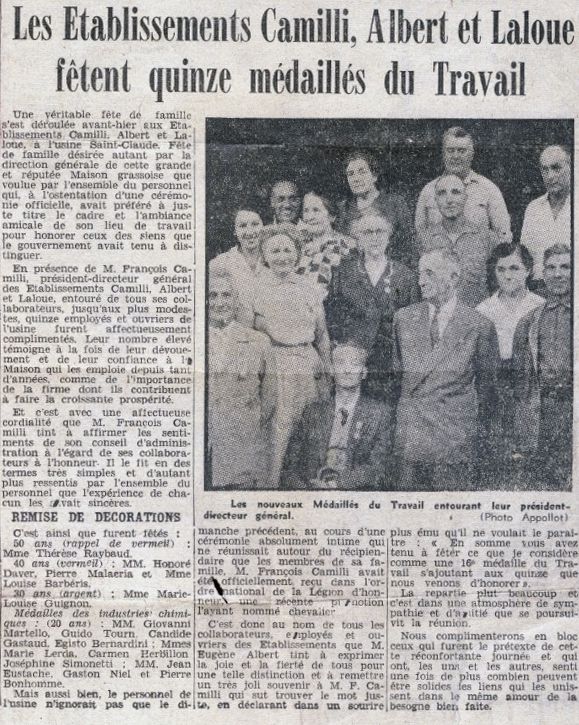 Les Etablissements Camilli, Albert et Laloue
fêtent quinze médaillés du Travail
Une véritable fête de famille
s'est déroulée avant-hier aux Eta-
blissements Camilli, Albert et La-
loue, à l'usine Saint-Claude. Fête
de famille désirée autant par la
direction générale de cette grande
et réputée Maison grassoise que
voulue par l'ensemble du personnel
qui, à l'ostentation d'une cérémo-
nie officielle, avait préféré à jus-
te titre le cadre et l'ambiance
amicale de son lieu de travail
pour honorer ceux des siens que
le gouvernement avait tenu à dis-
tinguer.
En présence de M. François Ca-
milli, président-directeur général
des Etablissements Camilli, Albert
et Laloue, entouré de tous ses col-
laborateurs, jusqu'aux plus modes-
tes, quinze employés et ouvriers de
l'usine furent affectueusement
complimentés. Leur nombre élevé
témoigne à la fois de leur dévoue-
ment et de leur confiance à la
Maison qui les emploie depuis tant
d'années, comme de l'importance
de la firme dont ils contribuent
à faire la croissante prospérité.
Et c'est avec une affectueuse
cordialité que M. François Ca-
milli tint à affirmer les senti-
ments de son conseil d'administra-
tion à l'égard de ses collabora-
teurs à l'honneur. Il le fit en des
termes très simples et d'autant
plus ressentis par l'ensemble du
personnel que l'expérience de cha-
cun les savait sincères.
REMISE DE DECORATIONS
C'est ainsi que furent fêtés :
50 ans (rappel de vermeil) :
Mme Thérèse Raybaud.
40 ans (vermeil) : MM. Honoré
Daver, Pierre Malaeria et Mme
Louise Barbéris.
30 ans (argent) : Mme Marie-
Louise Guignon.
Médailles des industries chimi-
ques : (20 ans) : MM. Giovanni
Martello, Guido Tourn, Candide
Gastaud, Egisto Bernardini ; Mmes
Marie Lerda, Carmen Herbillon
Joséphine Simonetti ; MM. Jean
Eustache, Gaston Niel et Pierre
Bonhomme.
Mais aussi bien, le personnel de
l'usine n'ignorait pas que le di-
Les nouveaux Médaillés du Travail entourant leur président-
directeur général.
(Photo Appollot)
manche précédent, au cours d'une
cérémonie absolument intime qui
ne réunissait autour du récipien-
daire que les membres de sa fa-
mille, M. François Camilli avait
été officiellement reçu dans l'or-
dre national de la Légion d'hon-
neur, une récente promotion
l'ayant nommé chevalier.
C'est donc au nom de tous les
collaborateurs, employés et ou-
vriers des Etablissements que M.
Eugène Albert tint à exprimer
la joie et la fierté de tous pour
une telle distinction et à remettre
un très joli souvenir à M. F. Ca-
milli qui sut trouver le mot jus-
te, en déclarant dans un sourire
plus ému qu'il ne voulait le parai-
tre : « En somme vous avez
tenu à fêter ce que je considère
comme une 16e médaille du Tra-
vail s'ajoutant aux quinze que
nous venons d'honorer ».
La repartie plut beaucoup et
c'est dans une atmosphère de sym-
pathie et d'amitié que se poursui-
vit la réunion.
Nous complimenterons en bloc
ceux qui furent le prétexte de cet-
te réconfortante journée et qui
ont, les uns et les autres, senti
une fois de plus combien peuvent
être solides les liens qui les unis-
sent dans le même amour de la
besogne bien faite.